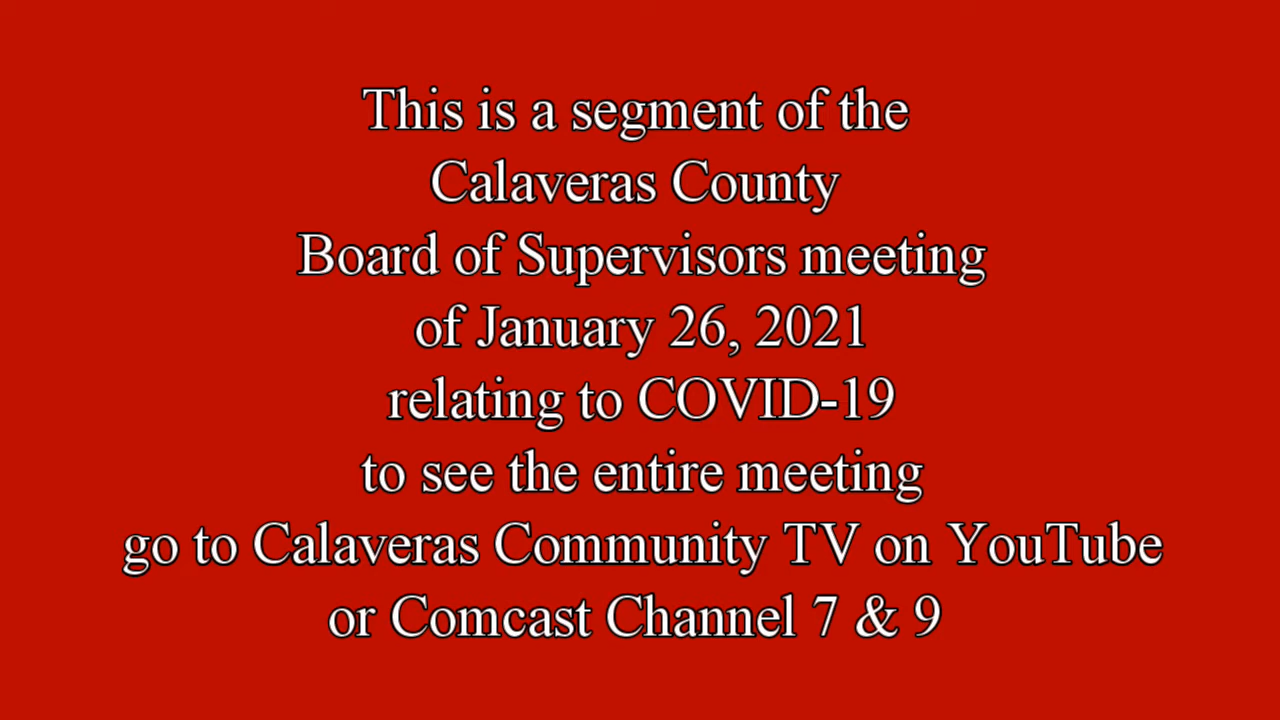 This is a segment of the
Calaveras County
Board of Supervisors meeting
of January 26, 2021
relating to COVID-19
to see the entire meeting
go to Calaveras Community TV on YouTube
or Comcast Channel 7 & 9